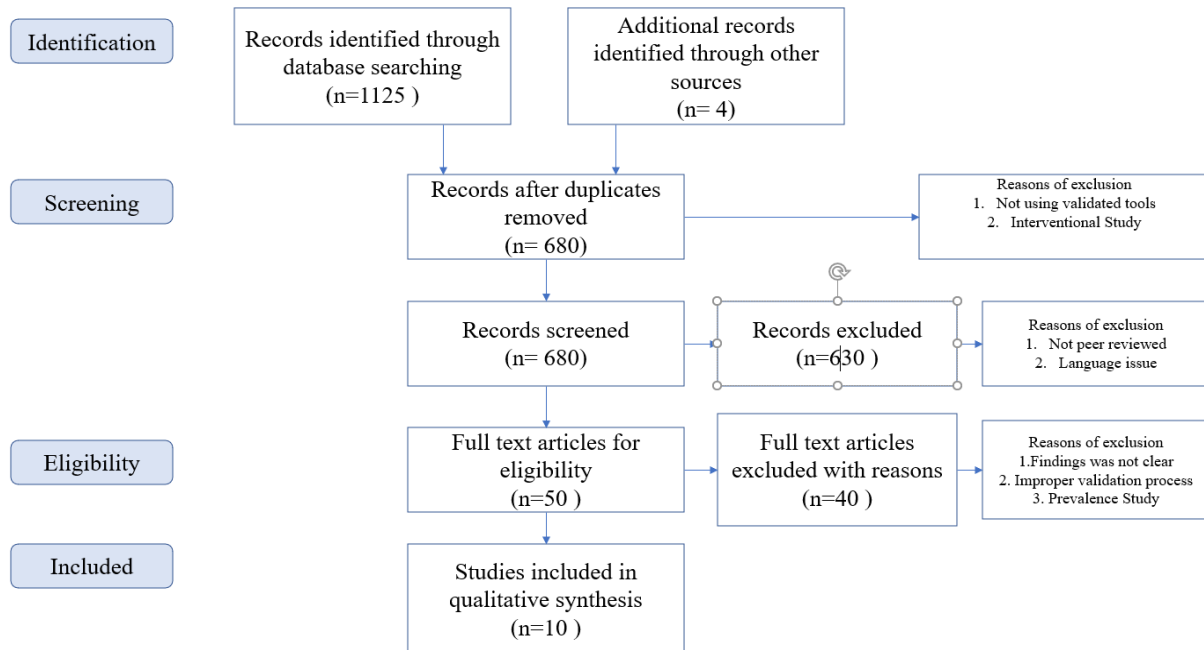 Identification
Records identified through
database searching
(n=1125 )
Additional records
identified through other
sources
(n= 4)
Screening
Records after duplicates
removed
(n= 680)
Reasons of exclusion
1. Not using validated tools
2. Interventional Study
Records screened
(n= 680)
Records excluded
(n=630 )
Reasons of exclusion
1. Not peer reviewed
2. Language issue
Eligibility
Full text articles for
eligibility
(n=50 )
Full text articles
excluded with reasons
(n=40 )
Reasons of exclusion
1.Findings was not clear
2. Improper validation process
3. Prevalence Study
Included
Studies included in
qualitative synthesis
(n=10 )